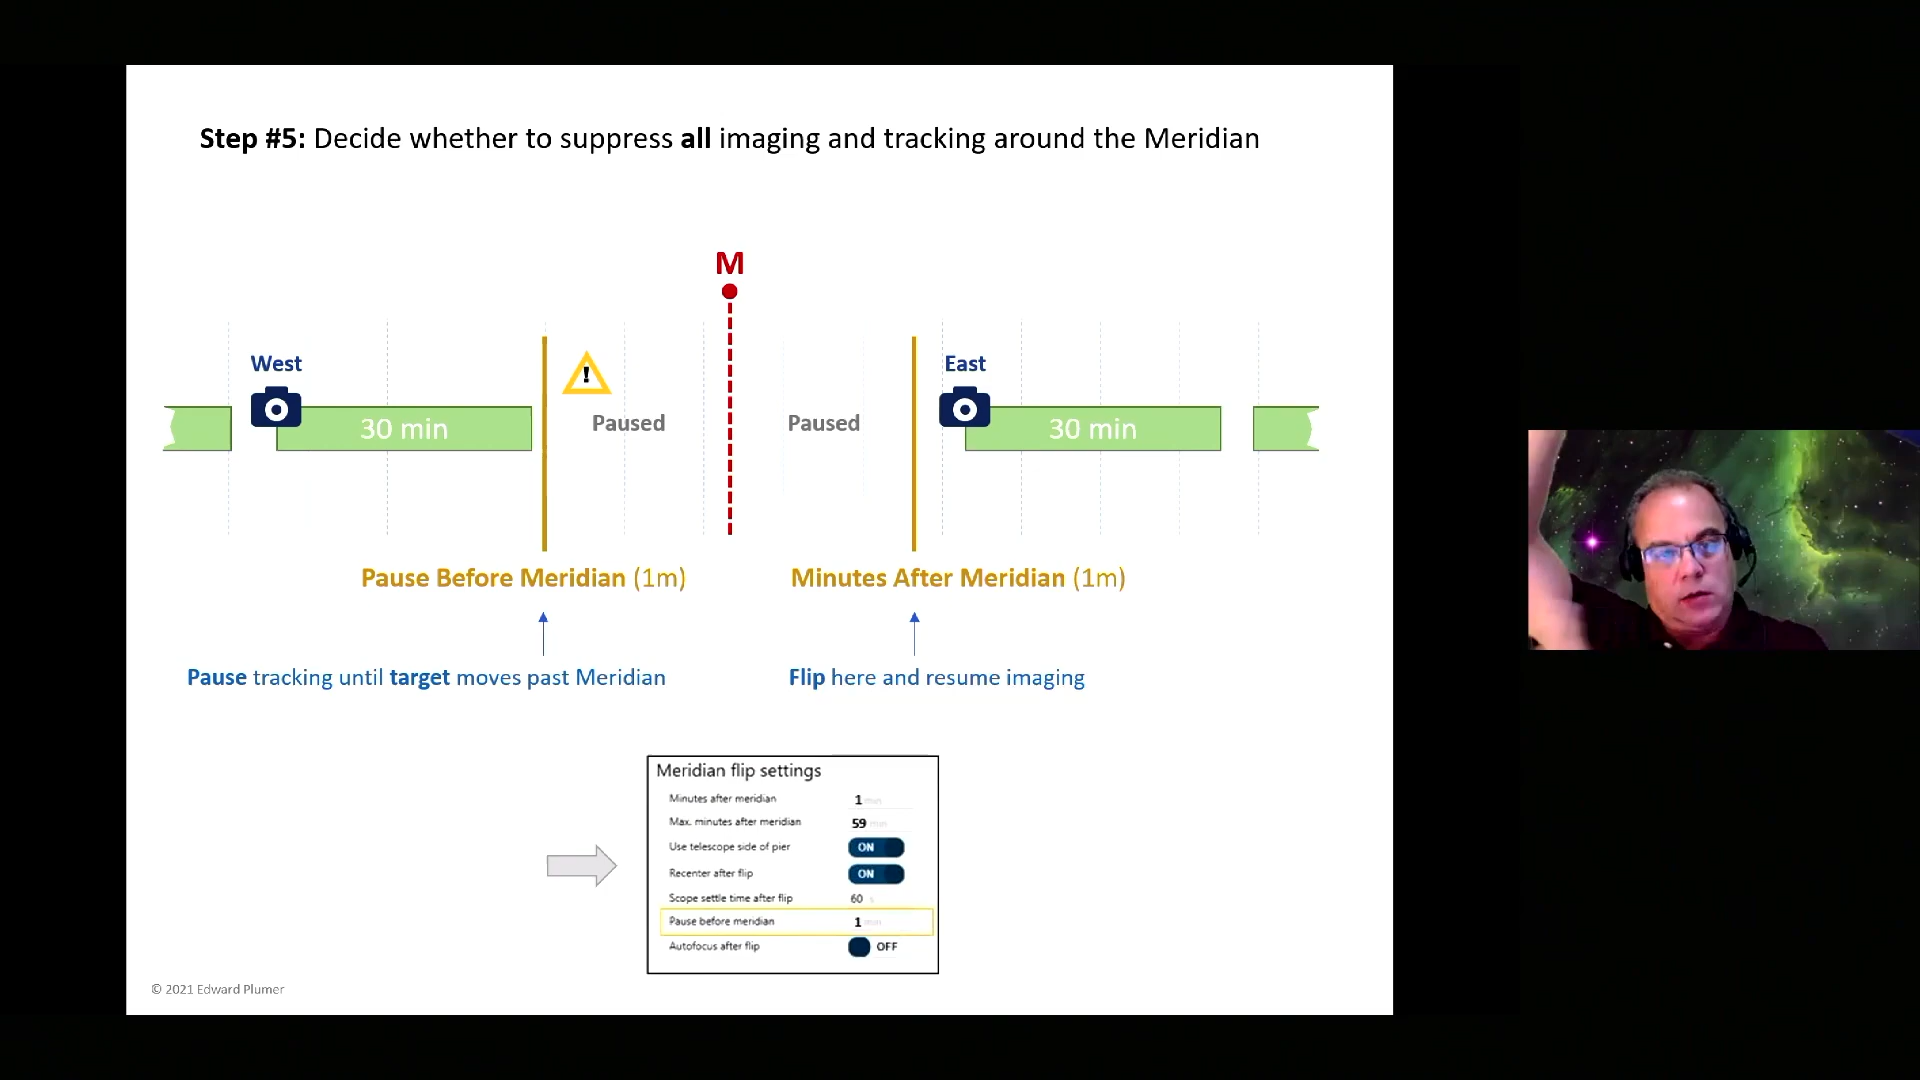 Step #5: Decide whether to suppress all imaging and tracking around the Meridian
M
West
East
30 min
Paused
Paused
30 min
Pause Before Meridian (1m)
Minutes After Meridian (1m)
Pause tracking until target moves past Meridian
Flip here and resume imaging
Meridian flip settings
Minutes after meridian 1 min
Max. minutes after meridian 59 min
Use telescope side of pier ON
Recenter after flip ON
Scope settle time after flip 60 s
Pause before meridian 1 min
Autofocus after flip OFF
© 2021 Edward Plumer